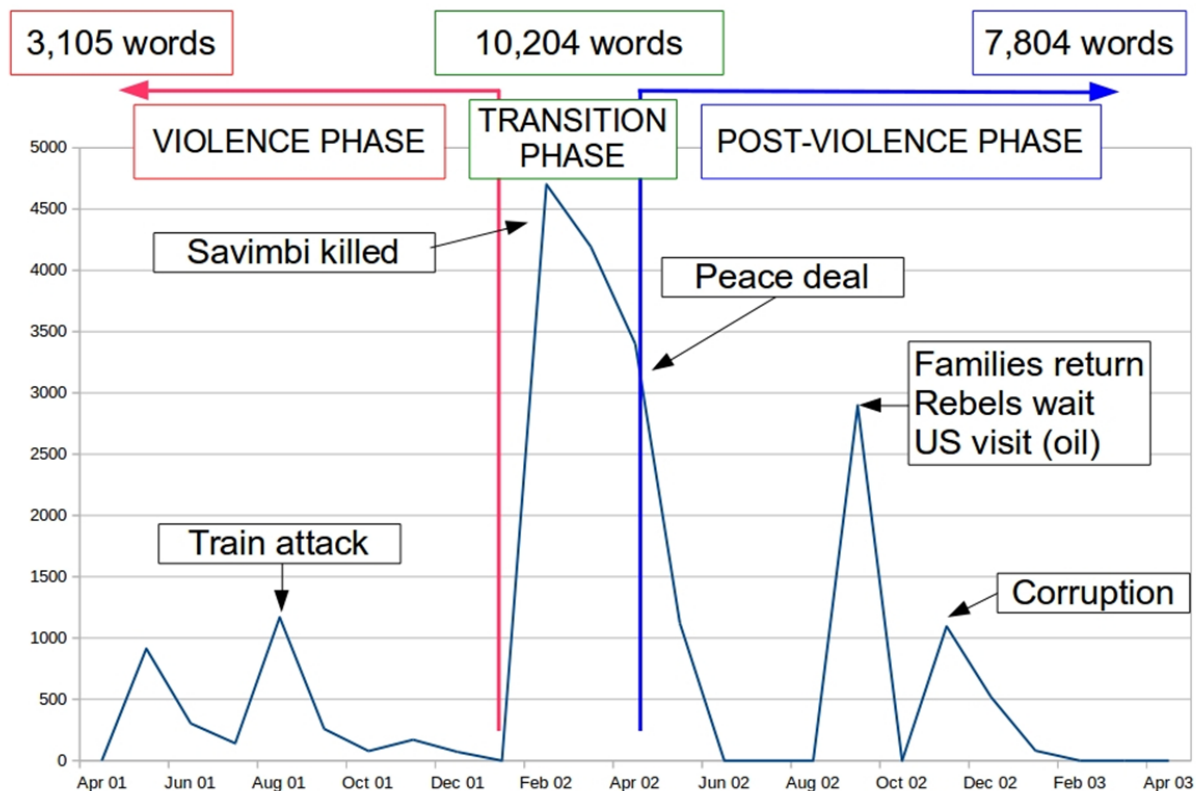 3,105 words
10,204 words
7,804 words
VIOLENCE PHASE
TRANSITION
PHASE
POST-VIOLENCE PHASE
5000
4500
4000
3500
3000
2500
2000
1500
1000
500
0
Savimbi killed
Peace deal
Families return
Rebels wait
US visit (oil)
Train attack
Corruption
Apr 01
Jun 01
Aug 01
Oct 01
Dec 01
Feb 02
Apr 02
Jun 02
Aug 02
Oct 02
Dec 02
Feb 03
Apr 03